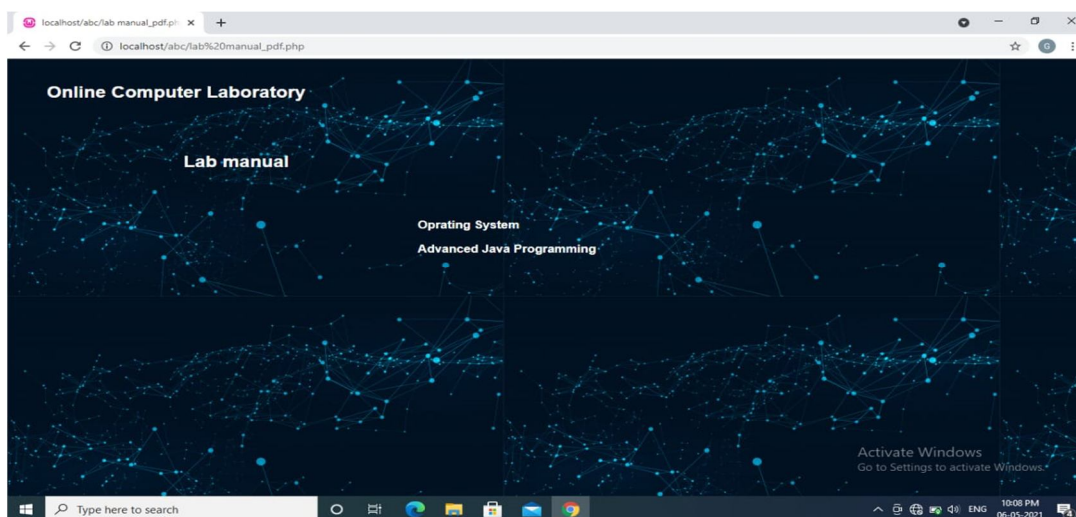 localhost/abc/lab manual_pdf.ph
localhost/abc/lab%20manual_pdf.php
G
Online Computer Laboratory
Lab manual
Oprating System
Advanced Java Programming
Activate Windows
Go to Settings to activate Windows.
Type here to search
ENG
10:08 PM
06-05-2021
4